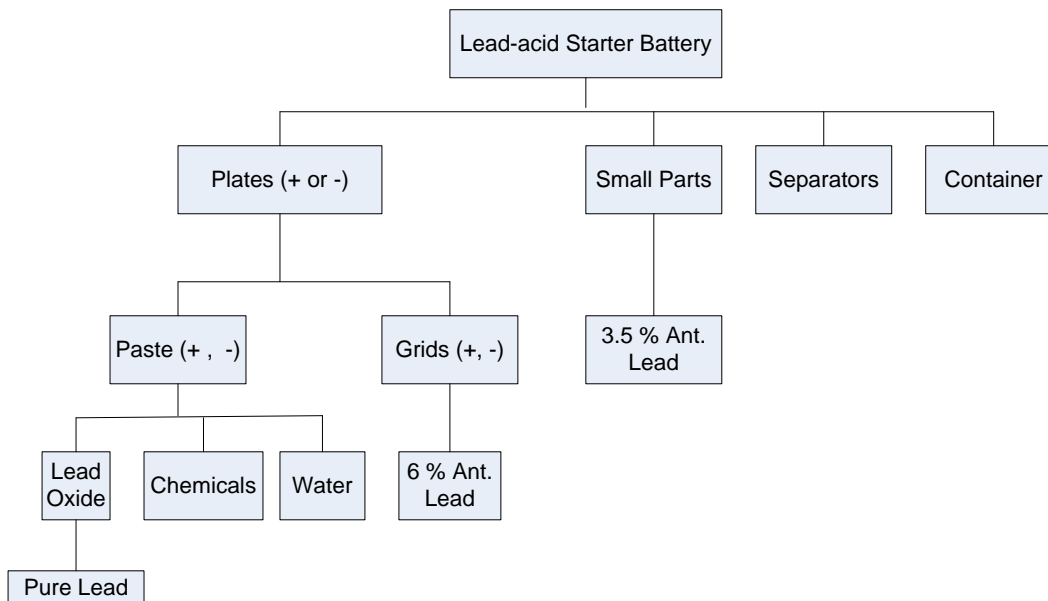 Lead-acid Starter Battery
Plates (+ or -)
Small Parts
Separators
Container
Paste (+ ,  -)
Grids (+, -)
3.5 % Ant.
Lead
Lead
Oxide
Chemicals
Water
6 % Ant.
Lead
Pure Lead